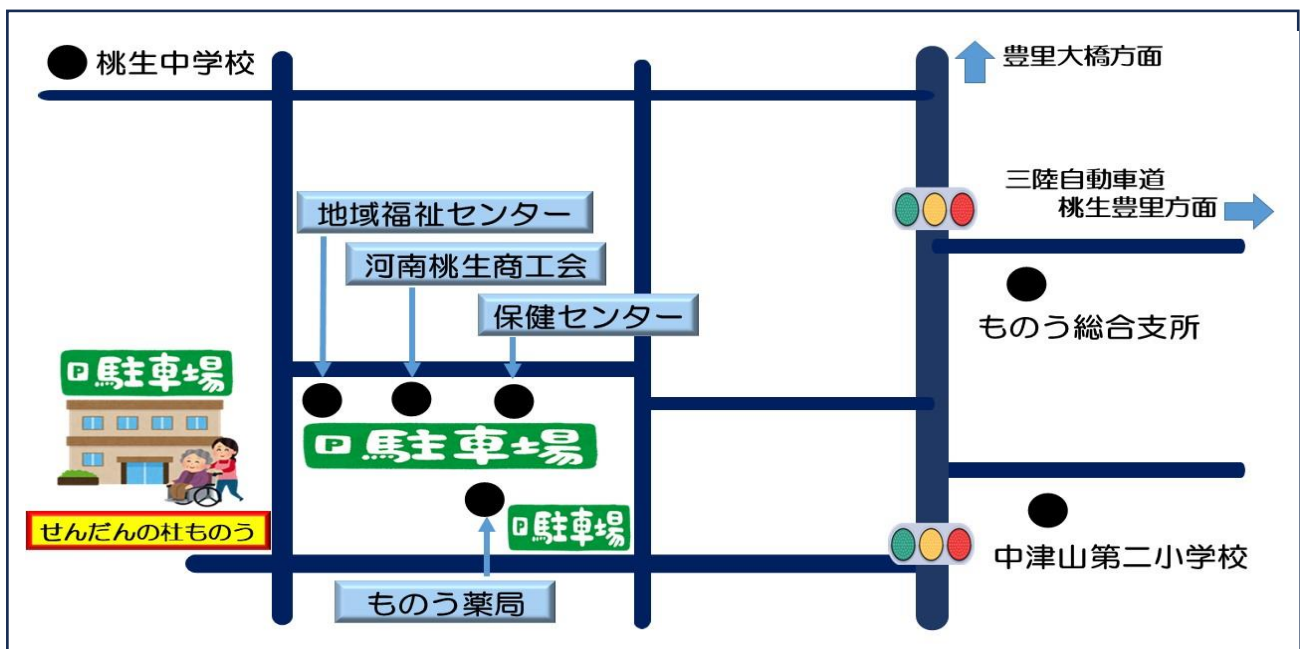 桃生中学校
豊里大橋方面
三陸自動車道
桃生豊里方面
地域福祉センター
河南桃生商工会
保健センター
ものう総合支所
P 駐車場
P 駐車場
せんだんの杜ものう
P 駐車場
中津山第二小学校
ものう薬局